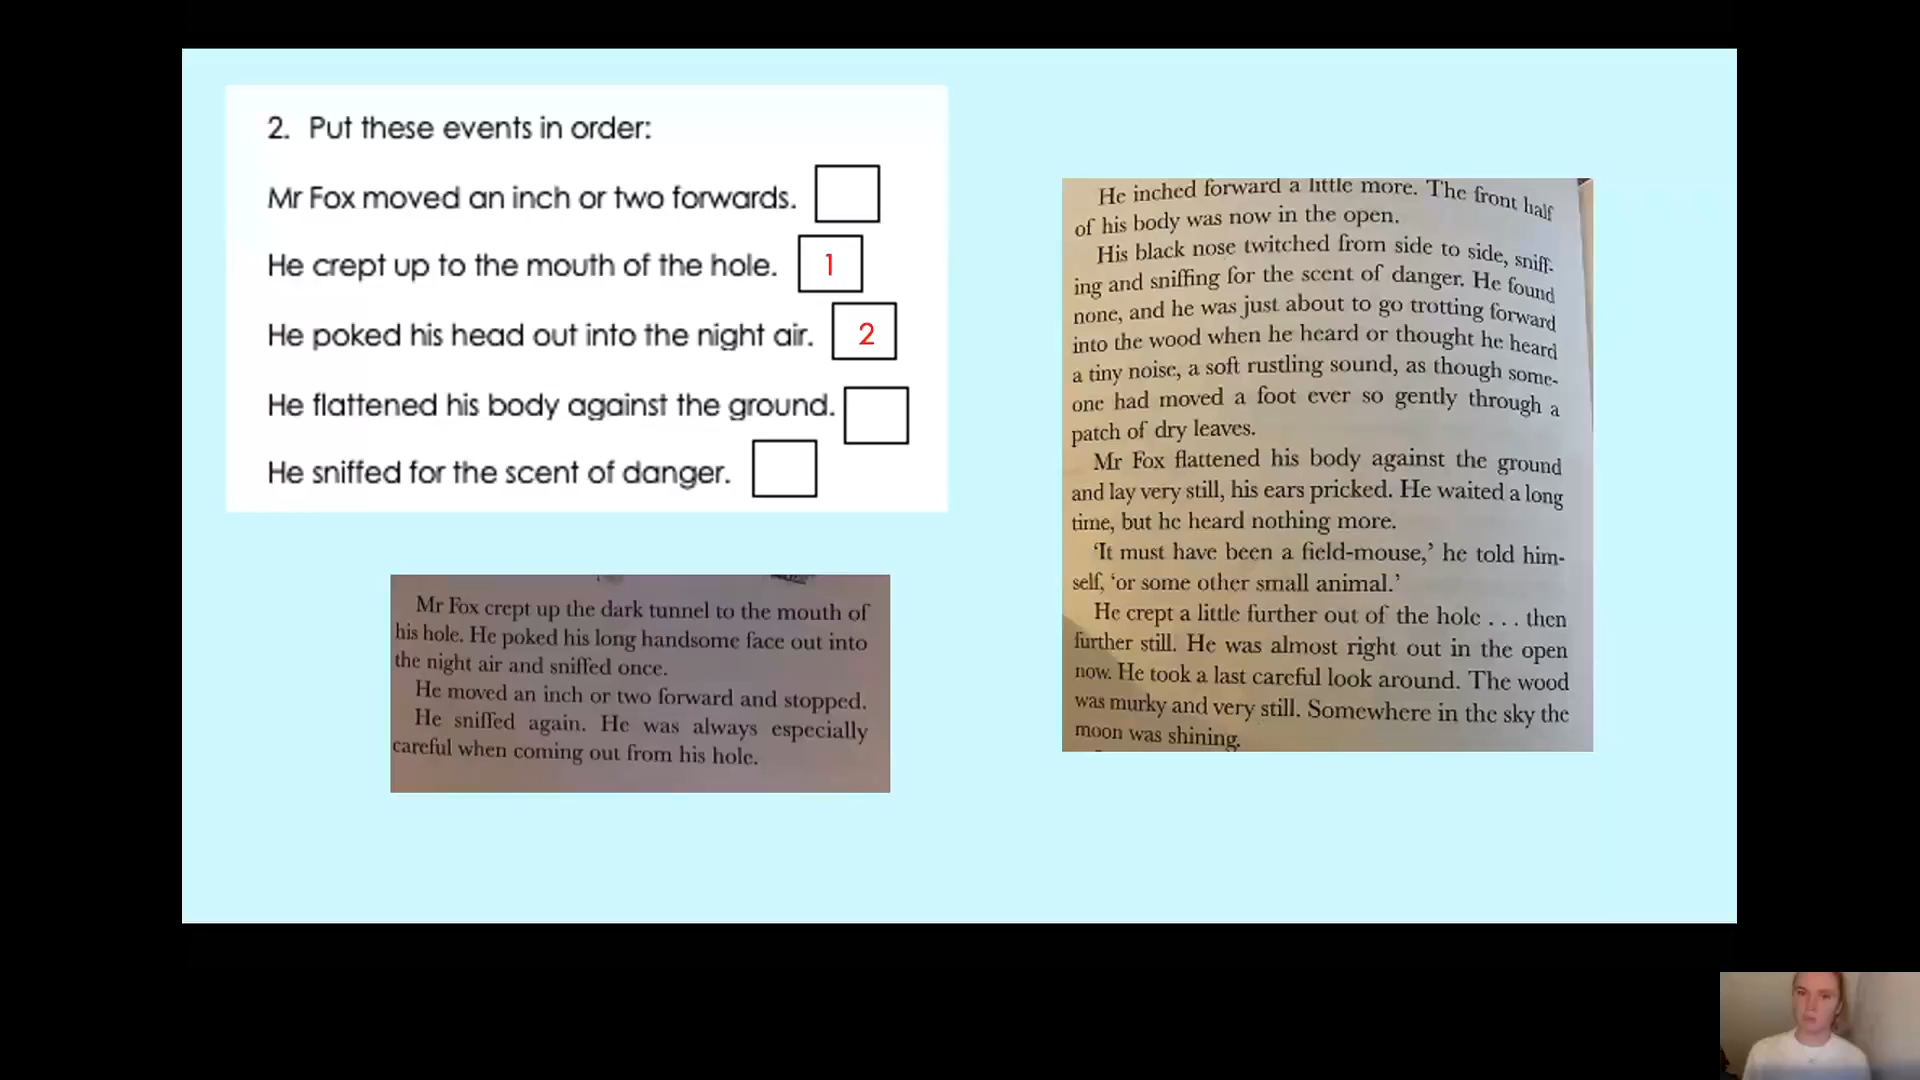 2. Put these events in order:
Mr Fox moved an inch or two forwards.
He crept up to the mouth of the hole. 1
He poked his head out into the night air. 2
He flattened his body against the ground.
He sniffed for the scent of danger.
Mr Fox crept up the dark tunnel to the mouth of
his hole. He poked his long handsome face out into
the night air and sniffed once.
He moved an inch or two forward and stopped.
He sniffed again. He was always especially
careful when coming out from his hole.
He inched forward a little more. The front half
of his body was now in the open.
His black nose twitched from side to side, sniff-
ing and sniffing for the scent of danger. He found
none, and he was just about to go trotting forward
into the wood when he heard or thought he heard
a tiny noise, a soft rustling sound, as though some-
one had moved a foot ever so gently through a
patch of dry leaves.
Mr Fox flattened his body against the ground
and lay very still, his ears pricked. He waited a long
time, but he heard nothing more.
‘It must have been a field-mouse,’ he told him-
self, ‘or some other small animal.’
He crept a little further out of the hole . . . then
further still. He was almost right out in the open
now. He took a last careful look around. The wood
was murky and very still. Somewhere in the sky the
moon was shining.